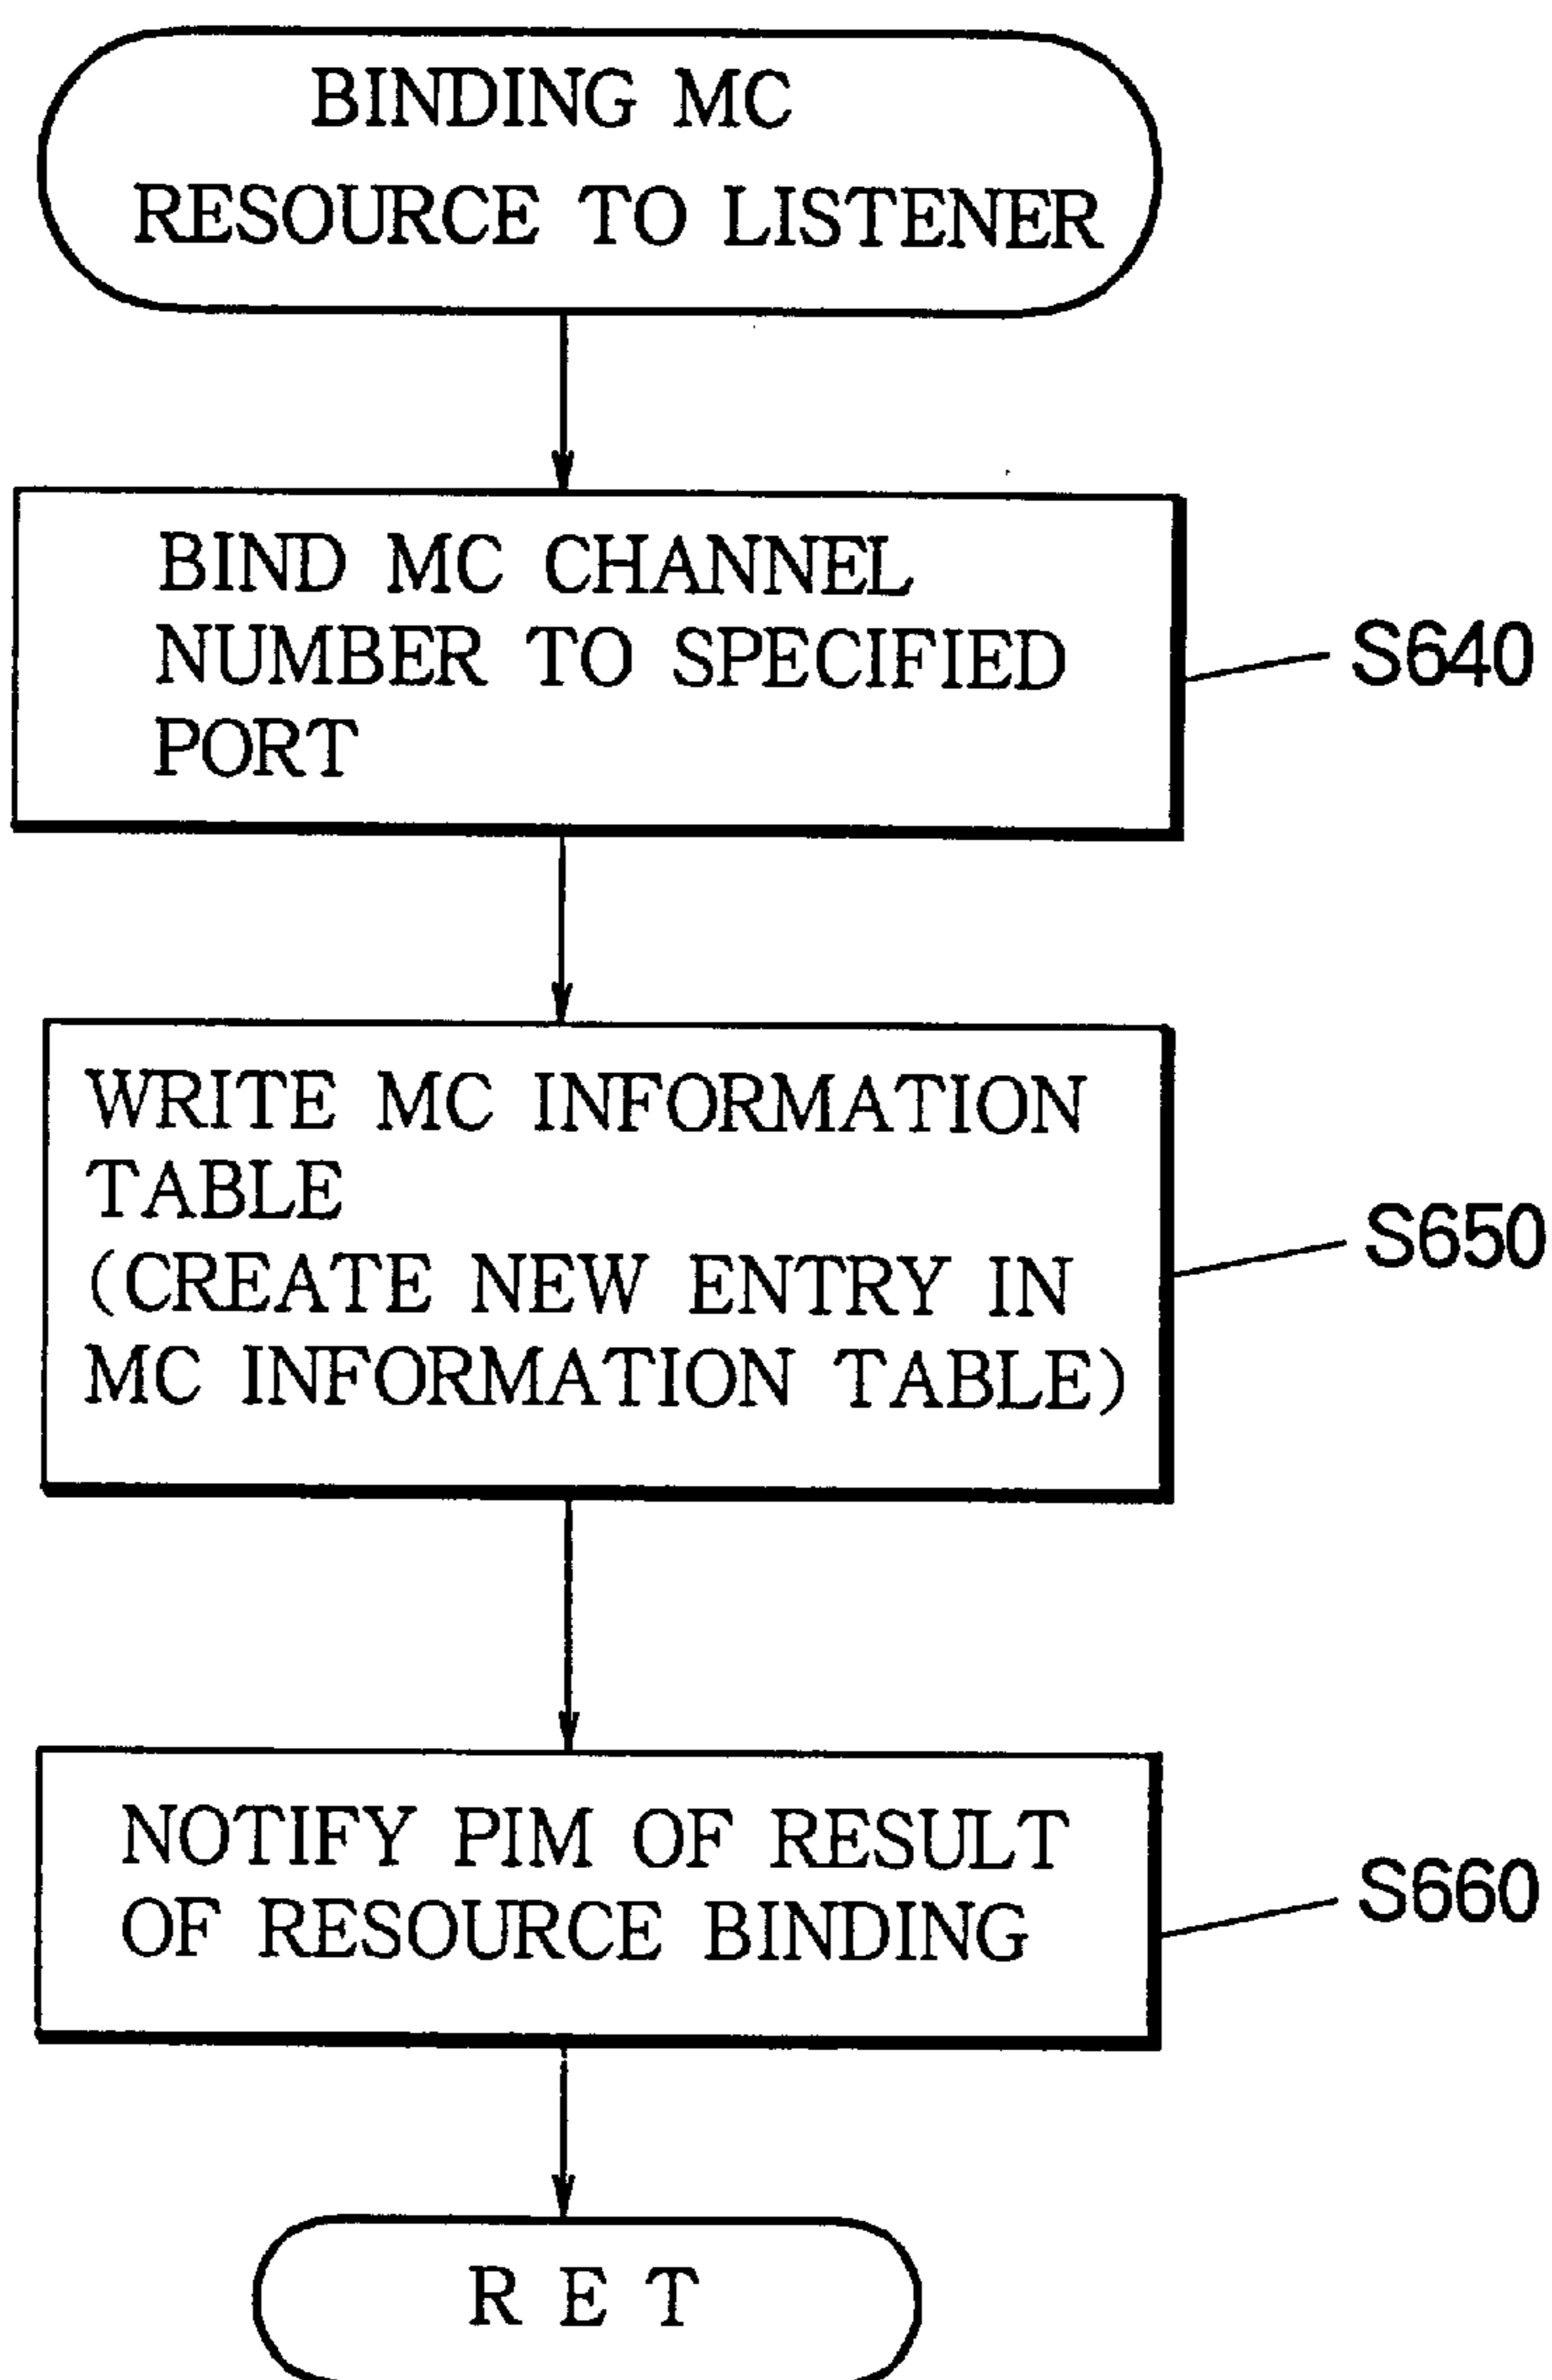 BINDING MC
RESOURCE TO LISTENER
BIND MC CHANNEL
NUMBER TO SPECIFIED
PORT
S640
WRITE MC INFORMATION
TABLE
(CREATE NEW ENTRY IN
MC INFORMATION TABLE)
S650
NOTIFY PIM OF RESULT
OF RESOURCE BINDING
S660
R E T